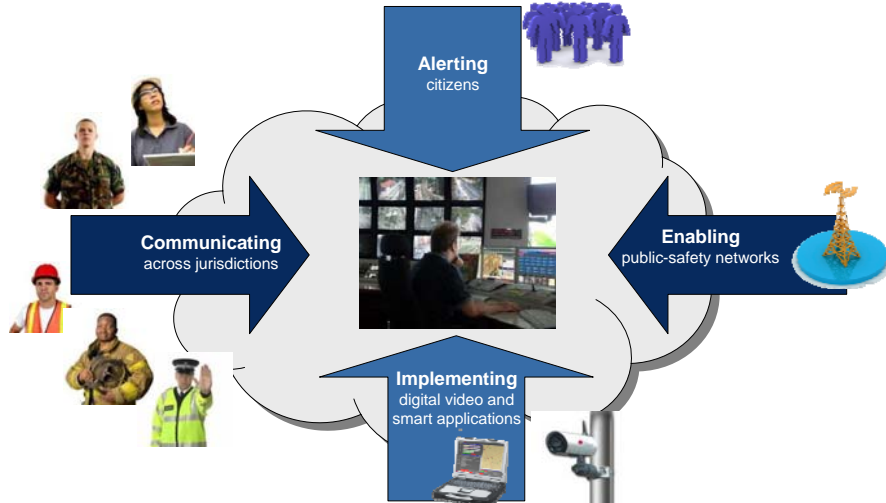 Alerting
citizens
Communicating
across jurisdictions
Enabling
public-safety networks
Implementing
digital video and
smart applications